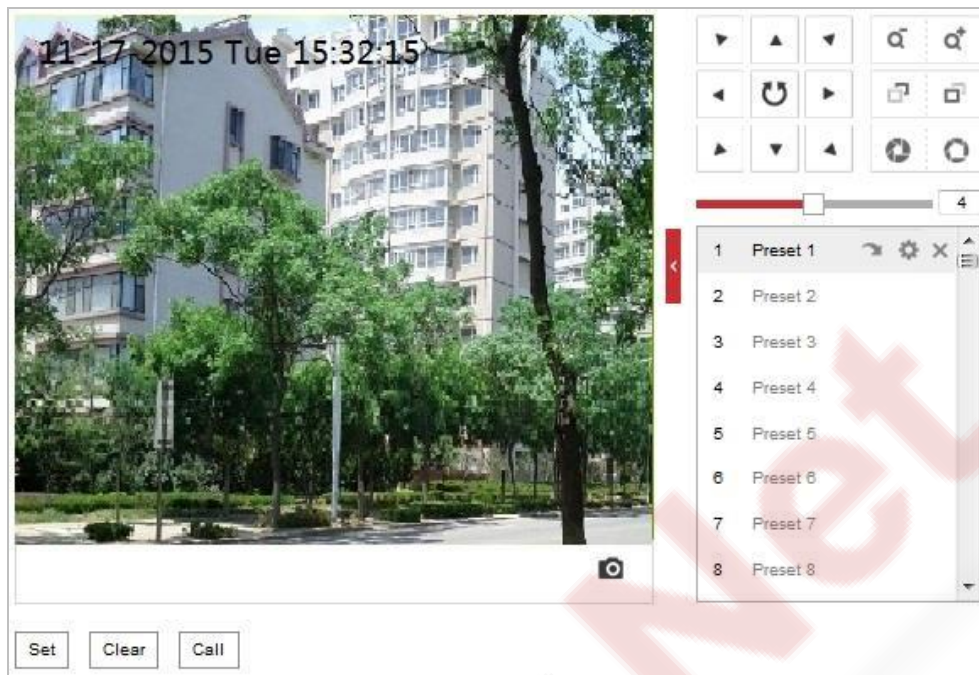 11-17-2015 Tue 15:32:15
4
1 Preset 1
2 Preset 2
3 Preset 3
4 Preset 4
5 Preset 5
6 Preset 6
7 Preset 7
8 Preset 8
Set Clear Call
Net